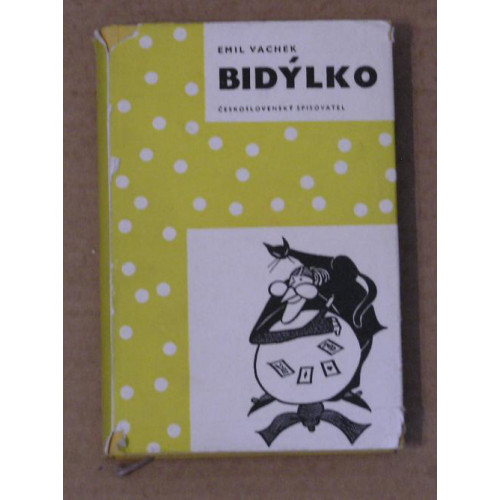 EMIL VACHEK
BIDÝLKO
ČESKOSLOVENSKÝ SPISOVATEL